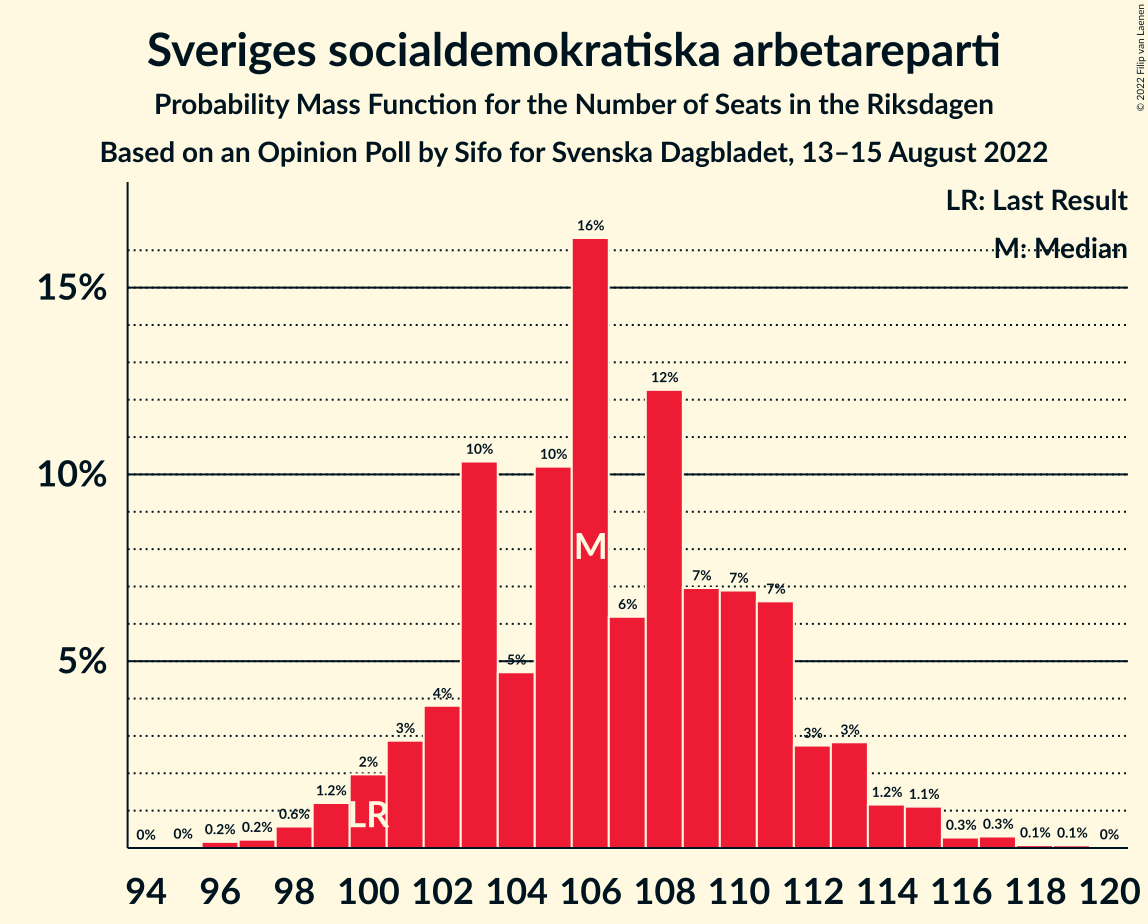 Sveriges socialdemokratiska arbetareparti
Probability Mass Function for the Number of Seats in the Riksdagen
Based on an Opinion Poll by Sifo for Svenska Dagbladet, 13–15 August 2022
© 2022 Filip van Laenen
LR: Last Result
M: Median
15%
10%
5%
0% 0% 0.2% 0.2% 0.6% 1.2% 2% 3% 4% 10% 5% 10% 16% 6% 12% 7% 7% 7% 3% 3% 1.2% 1.1% 0.3% 0.3% 0.1% 0.1% 0%
M
LR
94 96 98 100 102 104 106 108 110 112 114 116 118 120